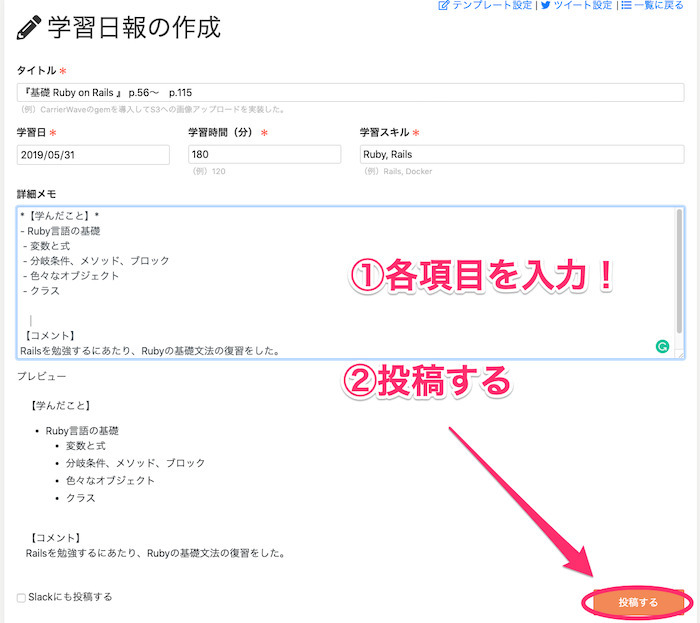 テンプレート設定 | ツイート設定 | 一覧に戻る
学習日報の作成
タイトル *
『基礎 Ruby on Rails 』 p.56〜　p.115
（例）CarrierWaveのgemを導入してS3への画像アップロードを実装した。
学習日 * 学習時間（分） * 学習スキル *
2019/05/31 180 Ruby, Rails
（例）120 （例）Rails, Docker
詳細メモ
*【学んだこと】*
- Ruby言語の基礎
- 変数と式
- 分岐条件、メソッド、ブロック
- 色々なオブジェクト
- クラス
①各項目を入力！
【コメント】
Railsを勉強するにあたり、Rubyの基礎文法の復習をした。
②投稿する
プレビュー
【学んだこと】
• Ruby言語の基礎
• 変数と式
• 分岐条件、メソッド、ブロック
• 色々なオブジェクト
• クラス
【コメント】
Railsを勉強するにあたり、Rubyの基礎文法の復習をした。
Slackにも投稿する
投稿する